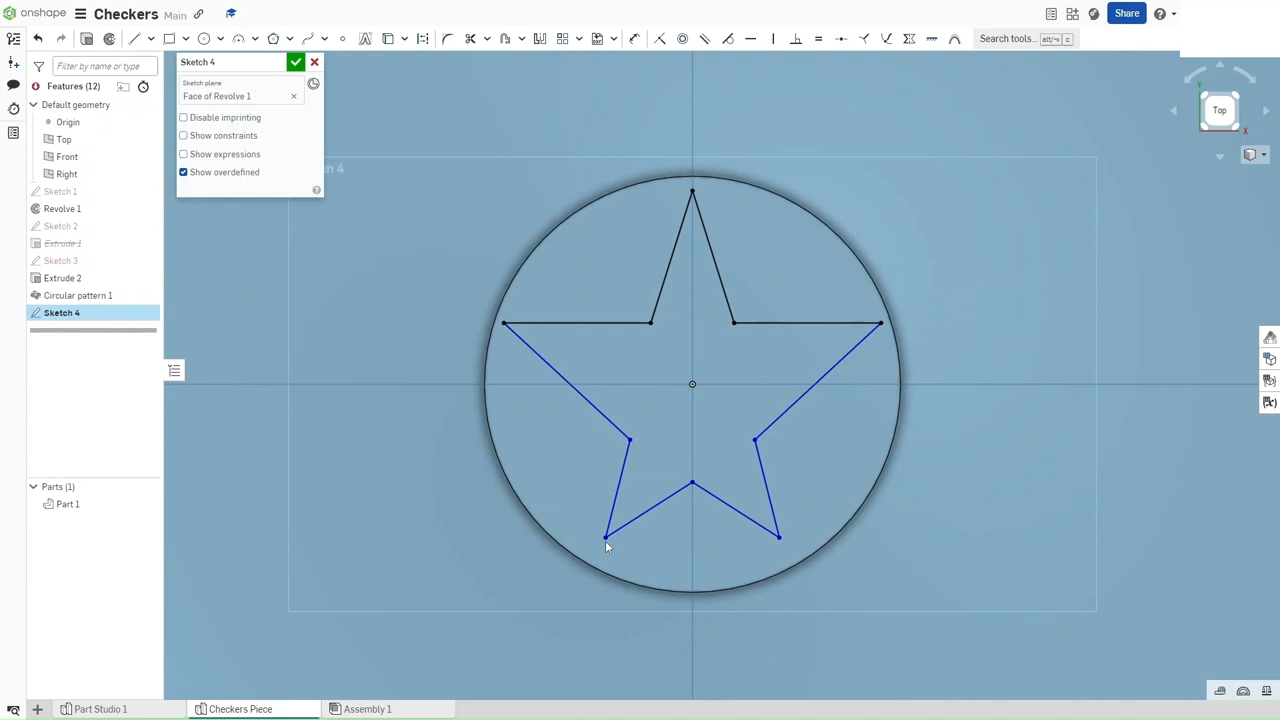 onshape
Checkers
Main
Share
Search tools...
alt/⌥ c
Filter by name or type
Features (12)
Default geometry
Origin
Top
Front
Right
Sketch 1
Revolve 1
Sketch 2
Extrude 1
Sketch 3
Extrude 2
Circular pattern 1
Sketch 4
Parts (1)
Part 1
Sketch 4
Sketch plane
Face of Revolve 1
Disable imprinting
Show constraints
Show expressions
Show overdefined
Top
Y
X
Part Studio 1
Checkers Piece
Assembly 1